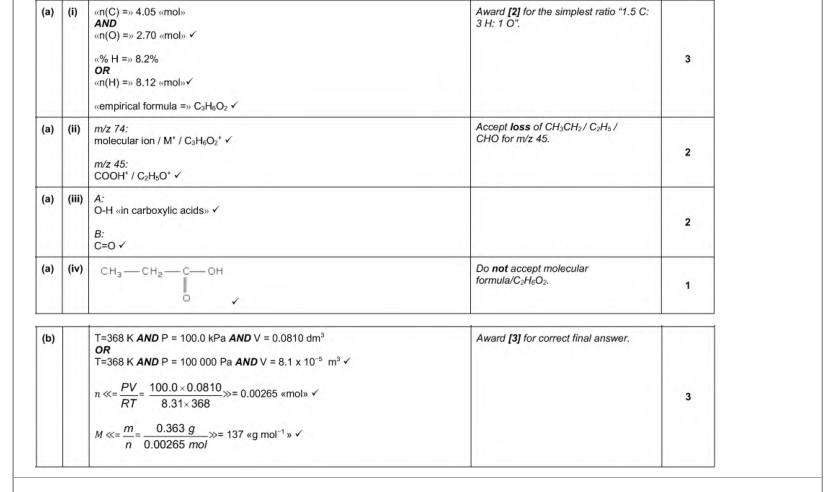 (a) (i) «n(C) =» 4.05 «mol» Award [2] for the simplest ratio "1.5 C:
AND 3 H: 1 O".
«n(O) =» 2.70 «mol» ✓
«% H =» 8.2% 3
OR
«n(H) =» 8.12 «mol»✓
«empirical formula =» C₃H₆O₂ ✓
(a) (ii) m/z 74: Accept loss of CH₃CH₂/ C₂H₅ /
molecular ion / M⁺ / C₃H₆O₂⁺ ✓ CHO for m/z 45.
2
m/z 45:
COOH⁺ / C₂H₅O⁺ ✓
(a) (iii) A:
O-H «in carboxylic acids» ✓
2
B:
C=O ✓
(a) (iv) CH₃—CH₂—C—OH Do not accept molecular
formula/C₃H₆O₂.
1
O
✓
(b) T=368 K AND P = 100.0 kPa AND V = 0.0810 dm³ Award [3] for correct final answer.
OR
T=368 K AND P = 100 000 Pa AND V = 8.1 x 10⁻⁵ m³ ✓
n «= PV/RT = 100.0×0.0810/8.31×368 »= 0.00265 «mol» ✓
3
M «= m/n = 0.363 g/0.00265 mol »= 137 «g mol⁻¹ » ✓